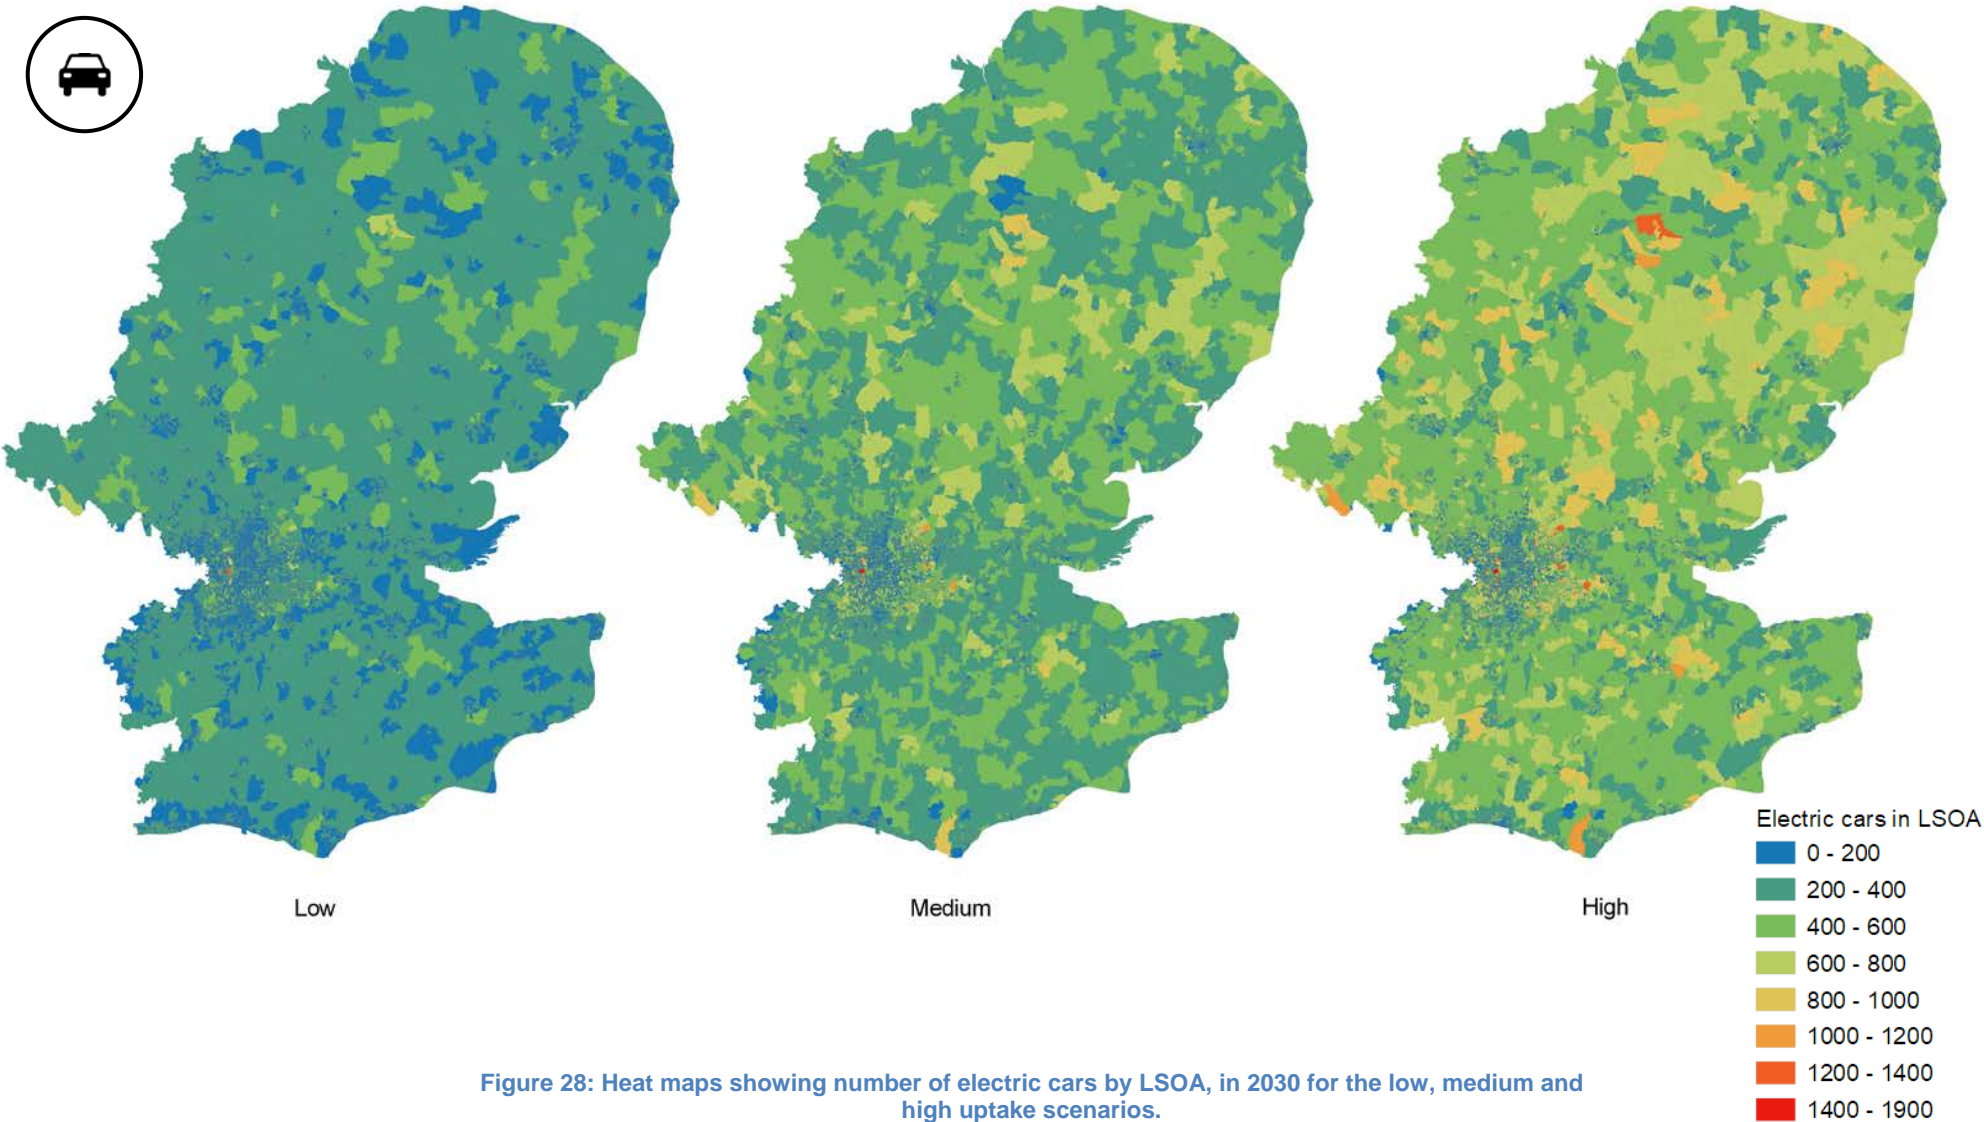 Low
Medium
High
Electric cars in LSOA
0 - 200
200 - 400
400 - 600
600 - 800
800 - 1000
1000 - 1200
1200 - 1400
1400 - 1900
Figure 28: Heat maps showing number of electric cars by LSOA, in 2030 for the low, medium and
high uptake scenarios.